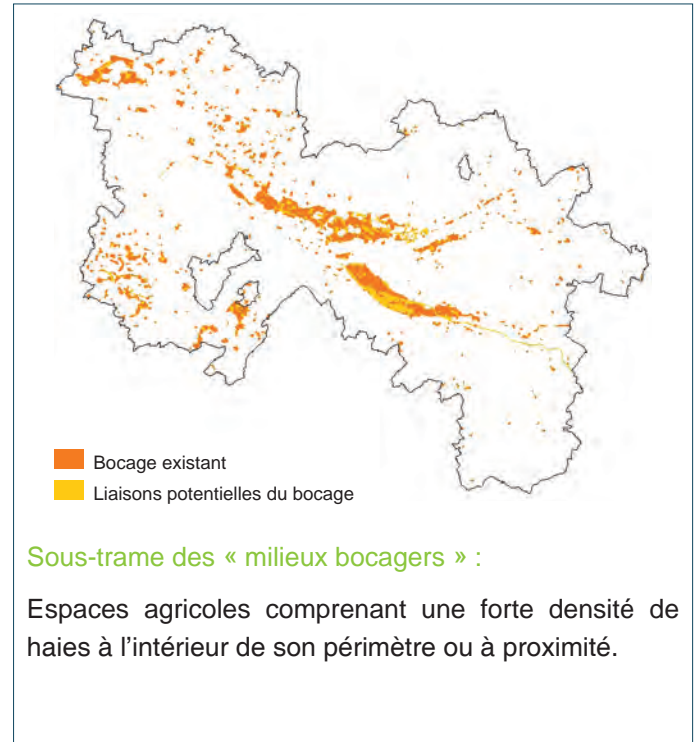 Bocage existant
Liaisons potentielles du bocage
Sous-trame des « milieux bocagers » :
Espaces agricoles comprenant une forte densité de
haies à l’intérieur de son périmètre ou à proximité.